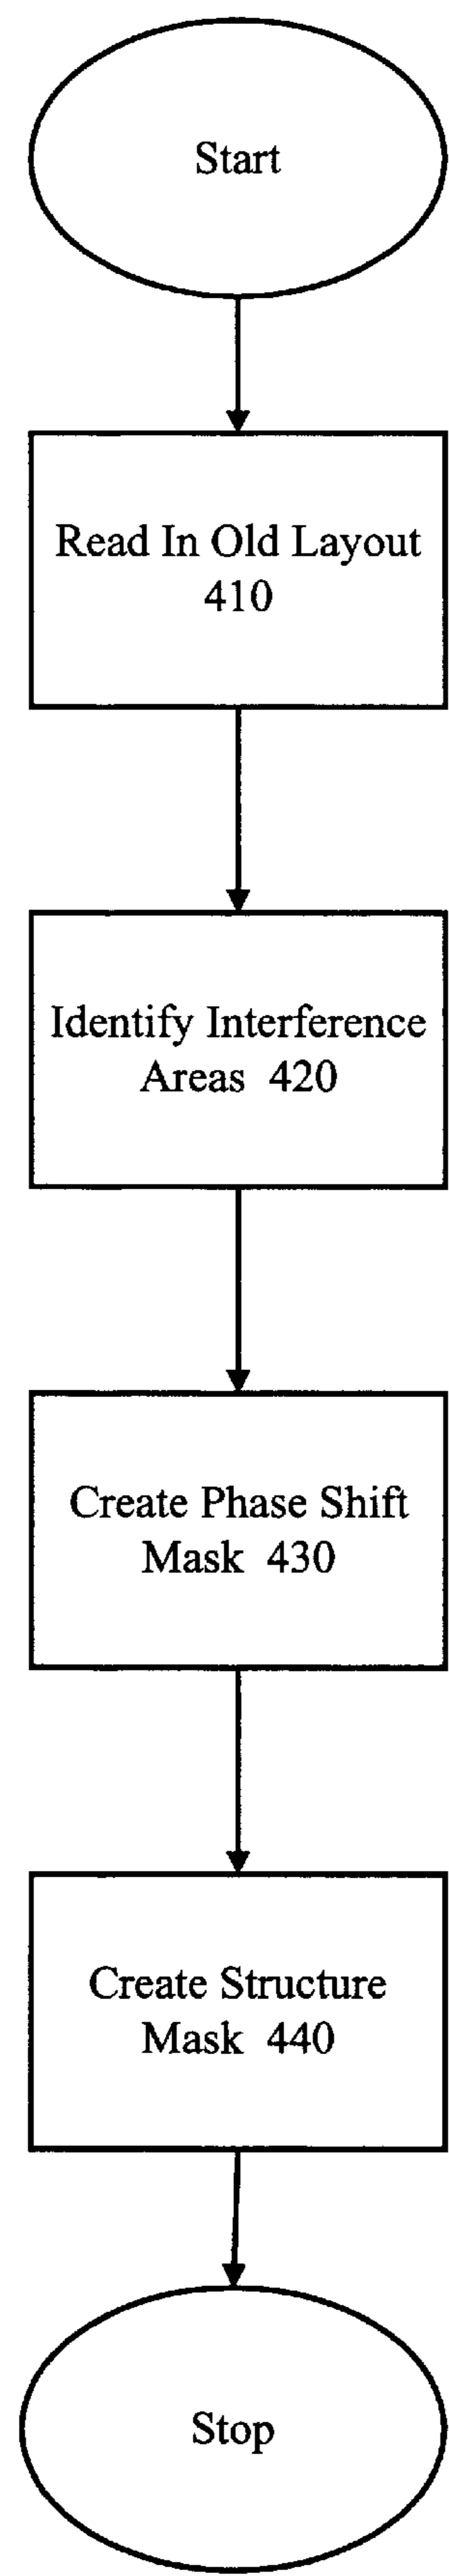 Start
Read In Old Layout
410
Identify Interference
Areas 420
Create Phase Shift
Mask 430
Create Structure
Mask 440
Stop